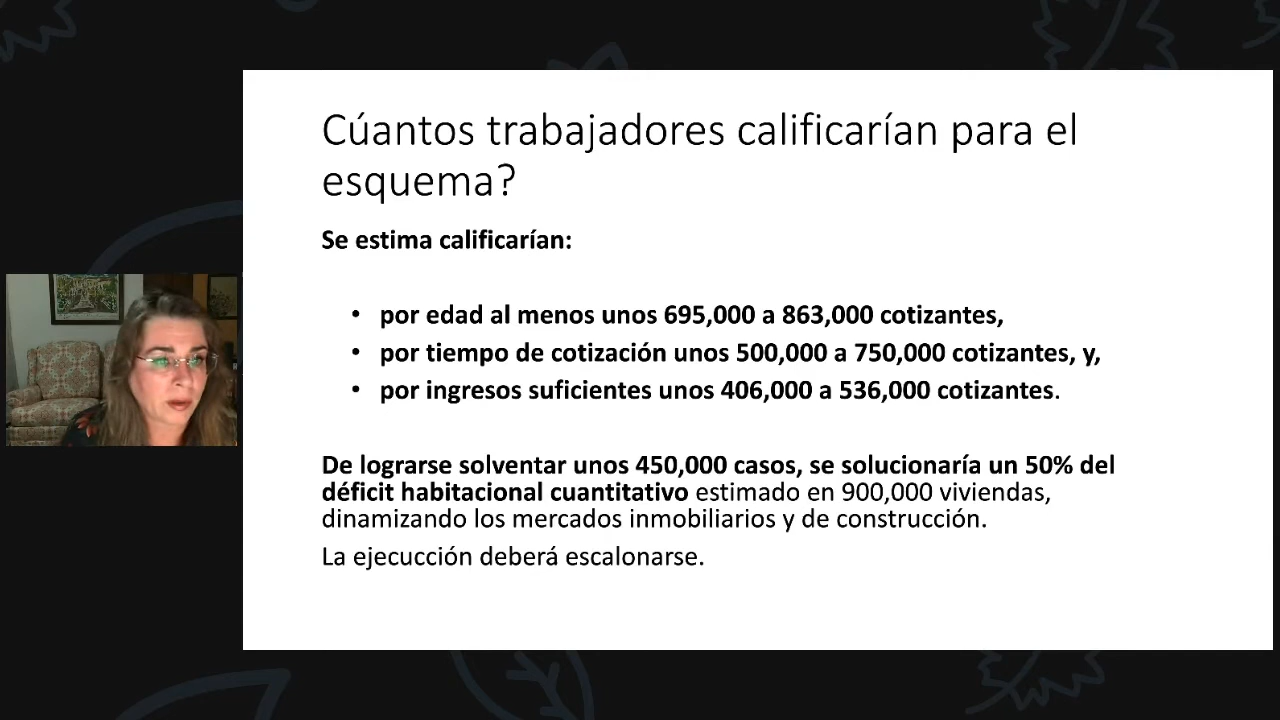 Cúantos trabajadores calificarían para el
esquema?
Se estima calificarían:
• por edad al menos unos 695,000 a 863,000 cotizantes,
• por tiempo de cotización unos 500,000 a 750,000 cotizantes, y,
• por ingresos suficientes unos 406,000 a 536,000 cotizantes.
De lograrse solventar unos 450,000 casos, se solucionaría un 50% del
déficit habitacional cuantitativo estimado en 900,000 viviendas,
dinamizando los mercados inmobiliarios y de construcción.
La ejecucción deberá escalonarse.